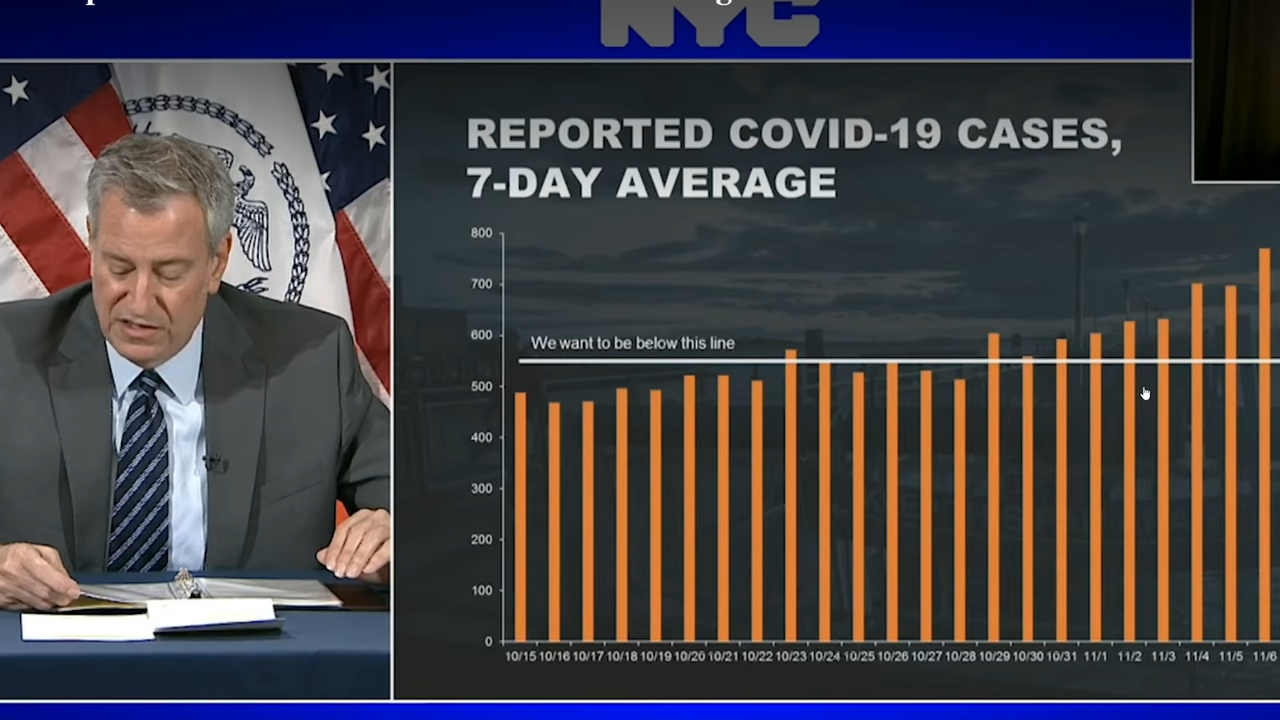 NYC
REPORTED COVID-19 CASES,
7-DAY AVERAGE
800
700
600
We want to be below this line
500
400
300
200
100
0
10/15 10/16 10/17 10/18 10/19 10/20 10/21 10/22 10/23 10/24 10/25 10/26 10/27 10/28 10/29 10/30 10/31 11/1 11/2 11/3 11/4 11/5 11/6